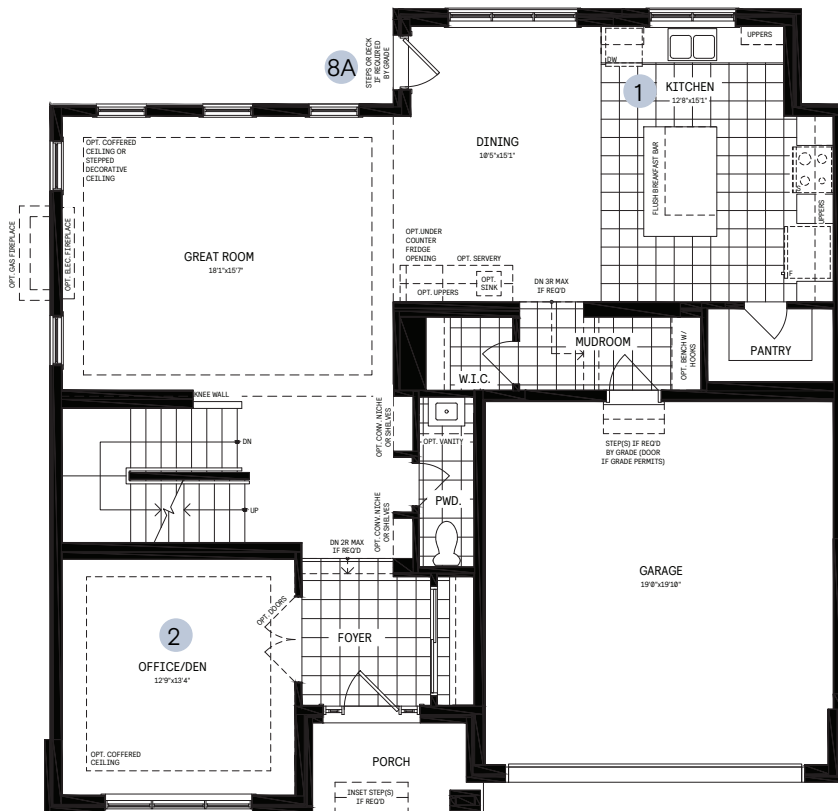 8A
STEPS OR DECK
IF REQUIRED
BY GRADE
DW
UPPERS
1
KITCHEN
12'8"x15'1"
OPT. COFFERED
CEILING OR
STEPPED
DECORATIVE
CEILING
DINING
10'5"x15'1"
FLUSH BREAKFAST BAR
S
UPPERS
OPT. GAS FIREPLACE
OPT. ELEC. FIREPLACE
GREAT ROOM
18'1"x15'7"
OPT.UNDER
COUNTER
FRIDGE
OPENING
OPT. SERVERY
OPT.
SINK
OPT. UPPERS
DN 3R MAX
IF REQ'D
F
MUDROOM
W.I.C.
OPT. BENCH W/
HOOKS
PANTRY
KNEE WALL
DN
OPT. CONV. NICHE
OR SHELVES
OPT. VANITY
STEP(S) IF REQ'D
BY GRADE (DOOR
IF GRADE PERMITS)
PWD.
UP
OPT. CONV. NICHE
OR SHELVES
DN 2R MAX
IF REQ'D
GARAGE
19'0"x19'10"
2
OFFICE/DEN
12'9"x13'4"
OPT. DOORS
FOYER
OPT. COFFERED
CEILING
PORCH
INSET STEP(S)
IF REQ'D